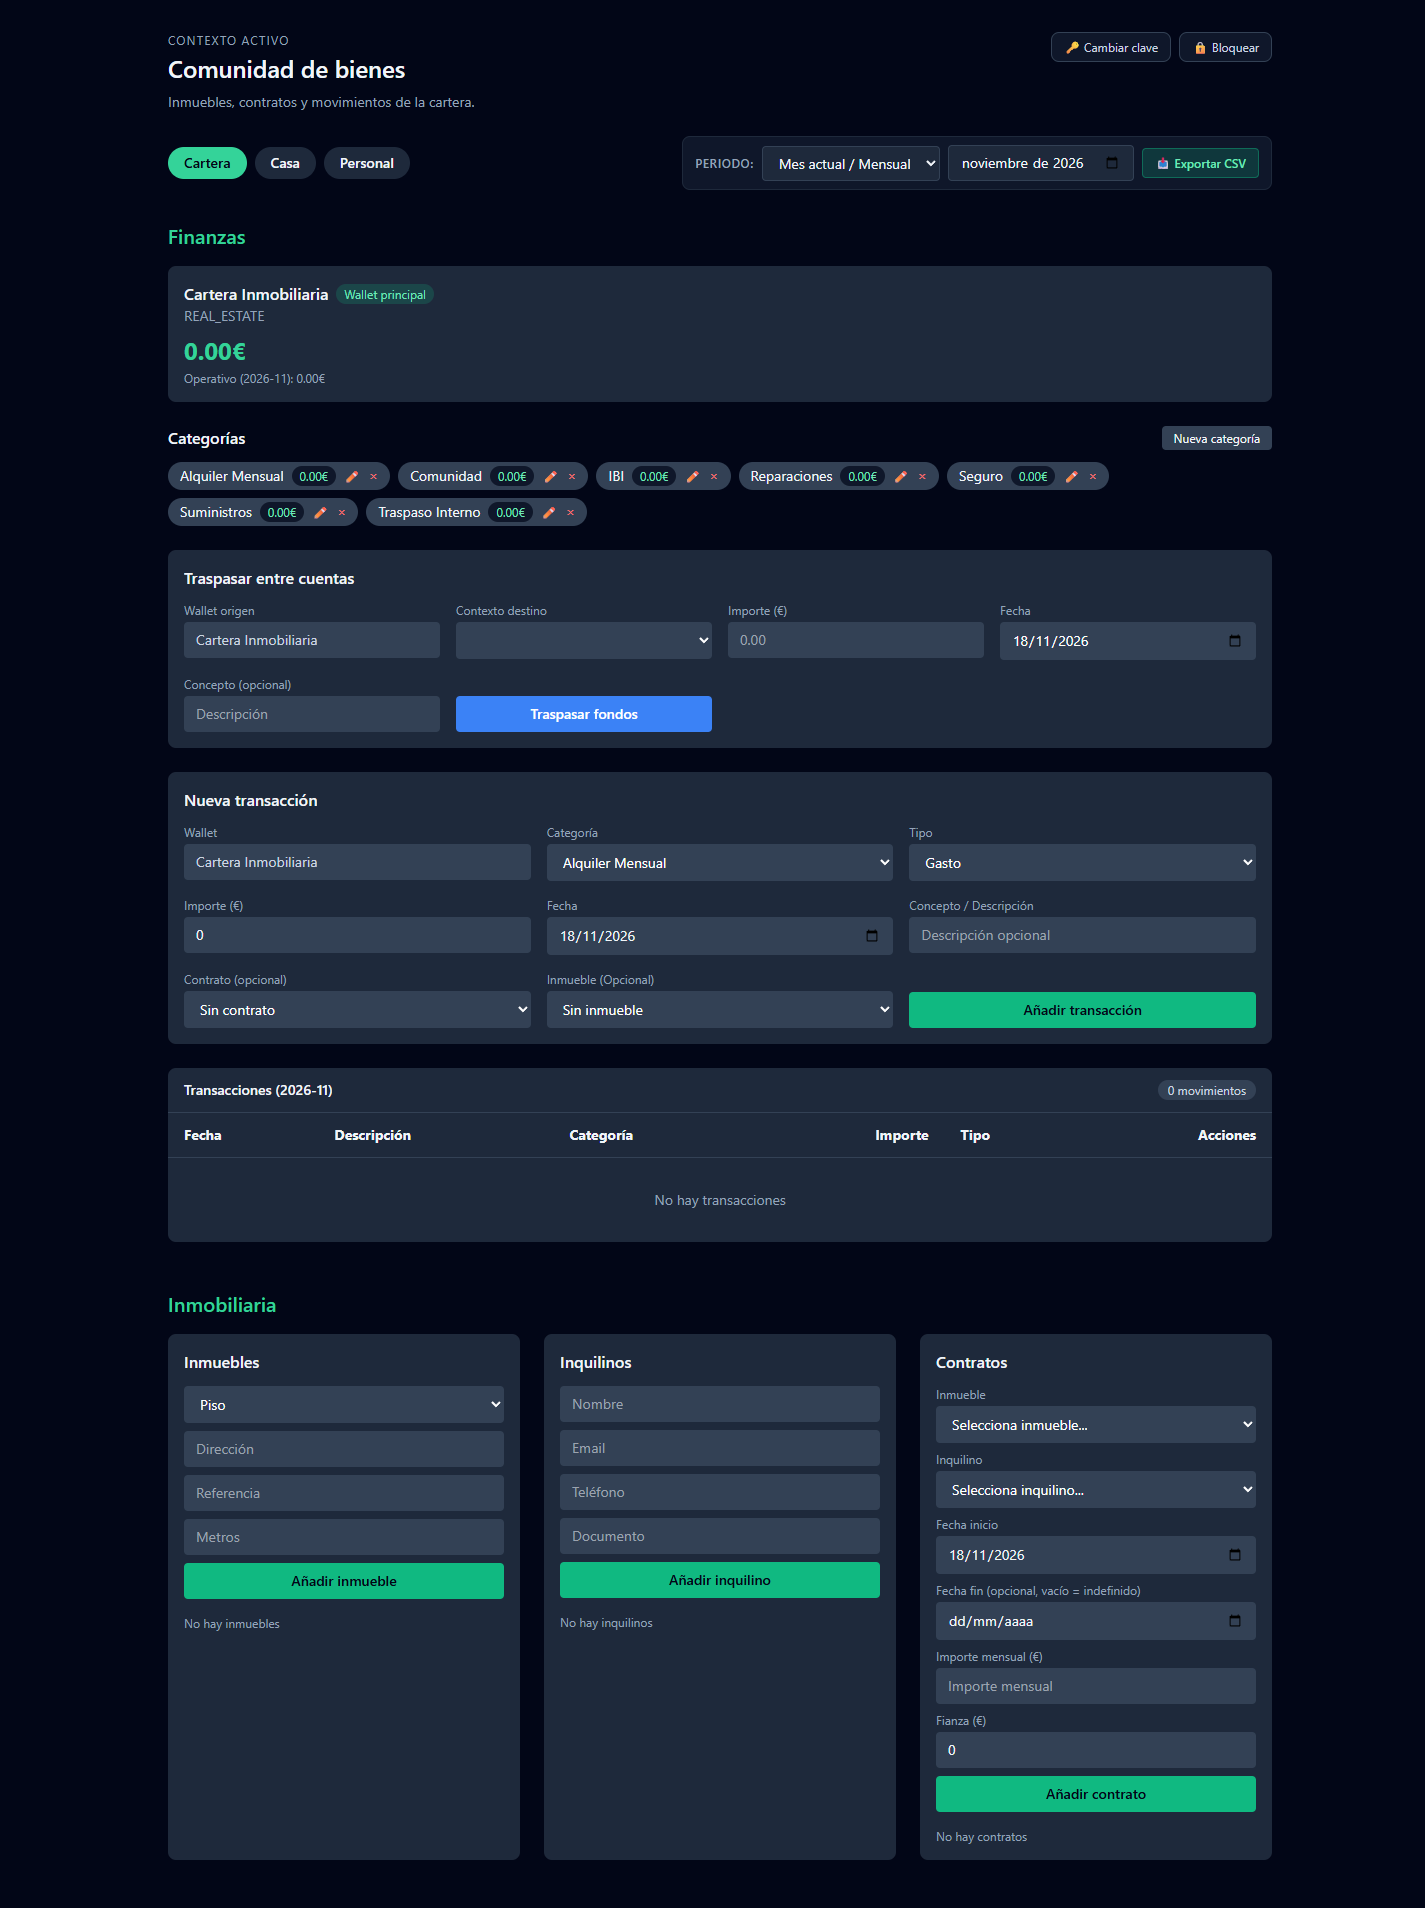 CONTEXTO ACTIVO
Comunidad de bienes
Inmuebles, contratos y movimientos de la cartera.
Cambiar clave
Bloquear
Cartera
Casa
Personal
PERIODO:
Mes actual / Mensual
noviembre de 2026
Exportar CSV
Finanzas
Cartera Inmobiliaria
Wallet principal
REAL_ESTATE
0.00€
Operativo (2026-11): 0.00€
Categorías
Nueva categoría
Alquiler Mensual 0.00€ ×
Comunidad 0.00€ ×
IBI 0.00€ ×
Reparaciones 0.00€ ×
Seguro 0.00€ ×
Suministros 0.00€ ×
Traspaso Interno 0.00€ ×
Traspasar entre cuentas
Wallet origen
Contexto destino
Importe (€)
Fecha
Cartera Inmobiliaria
0.00
18/11/2026
Concepto (opcional)
Descripción
Traspasar fondos
Nueva transacción
Wallet
Categoría
Tipo
Cartera Inmobiliaria
Alquiler Mensual
Gasto
Importe (€)
Fecha
Concepto / Descripción
0
18/11/2026
Descripción opcional
Contrato (opcional)
Inmueble (Opcional)
Sin contrato
Sin inmueble
Añadir transacción
Transacciones (2026-11)
0 movimientos
Fecha
Descripción
Categoría
Importe
Tipo
Acciones
No hay transacciones
Inmobiliaria
Inmuebles
Piso
Dirección
Referencia
Metros
Añadir inmueble
No hay inmuebles
Inquilinos
Nombre
Email
Teléfono
Documento
Añadir inquilino
No hay inquilinos
Contratos
Inmueble
Selecciona inmueble...
Inquilino
Selecciona inquilino...
Fecha inicio
18/11/2026
Fecha fin (opcional, vacío = indefinido)
dd/mm/aaaa
Importe mensual (€)
Importe mensual
Fianza (€)
0
Añadir contrato
No hay contratos